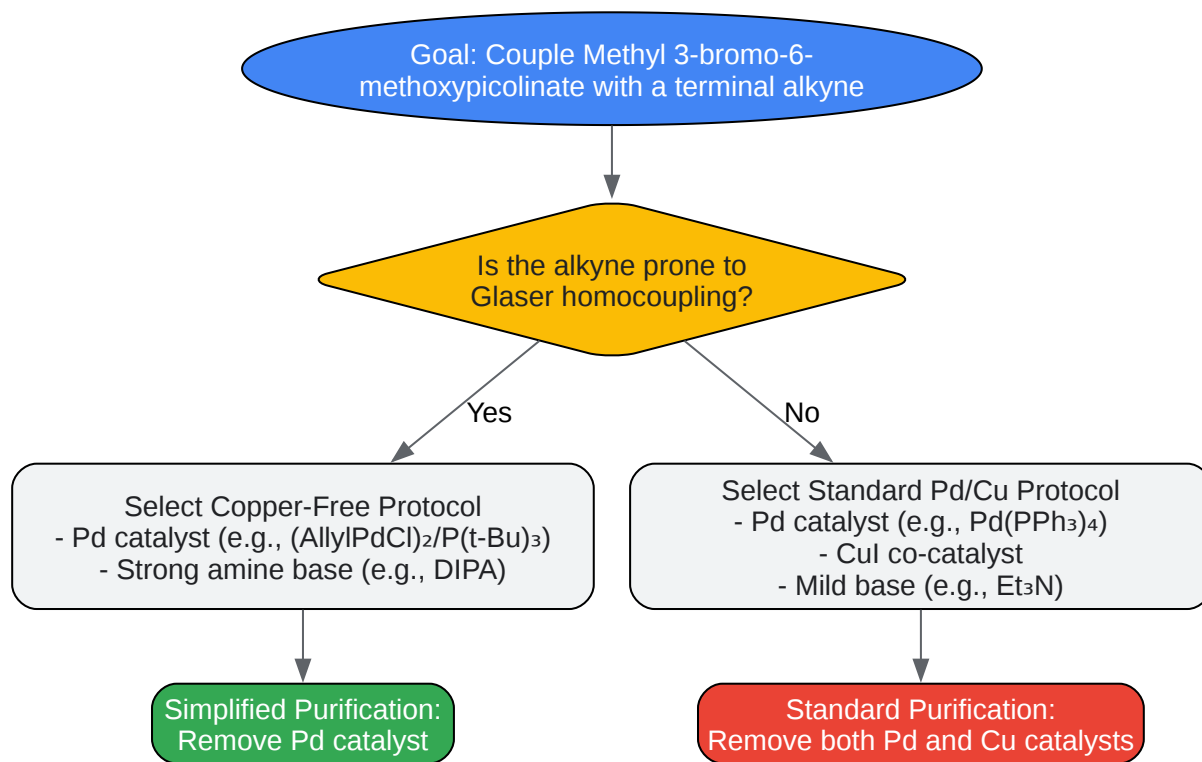 Goal: Couple Methyl 3-bromo-6-
methoxypicolinate with a terminal alkyne
Is the alkyne prone to
Glaser homocoupling?
Yes
No
Select Copper-Free Protocol
- Pd catalyst (e.g., (AllylPdCl)₂/P(t-Bu)₃)
- Strong amine base (e.g., DIPA)
Select Standard Pd/Cu Protocol
- Pd catalyst (e.g., Pd(PPh₃)₄)
- CuI co-catalyst
- Mild base (e.g., Et₃N)
Simplified Purification:
Remove Pd catalyst
Standard Purification:
Remove both Pd and Cu catalysts